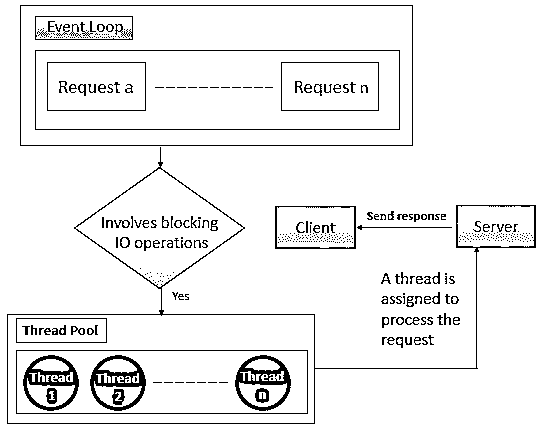 Event Loop
Request a
Request n
Involves blocking
IO operations
Client
Send response
Server
Yes
A thread is
assigned to
process the
request
Thread Pool
Thread
1
Thread
2
Thread
n